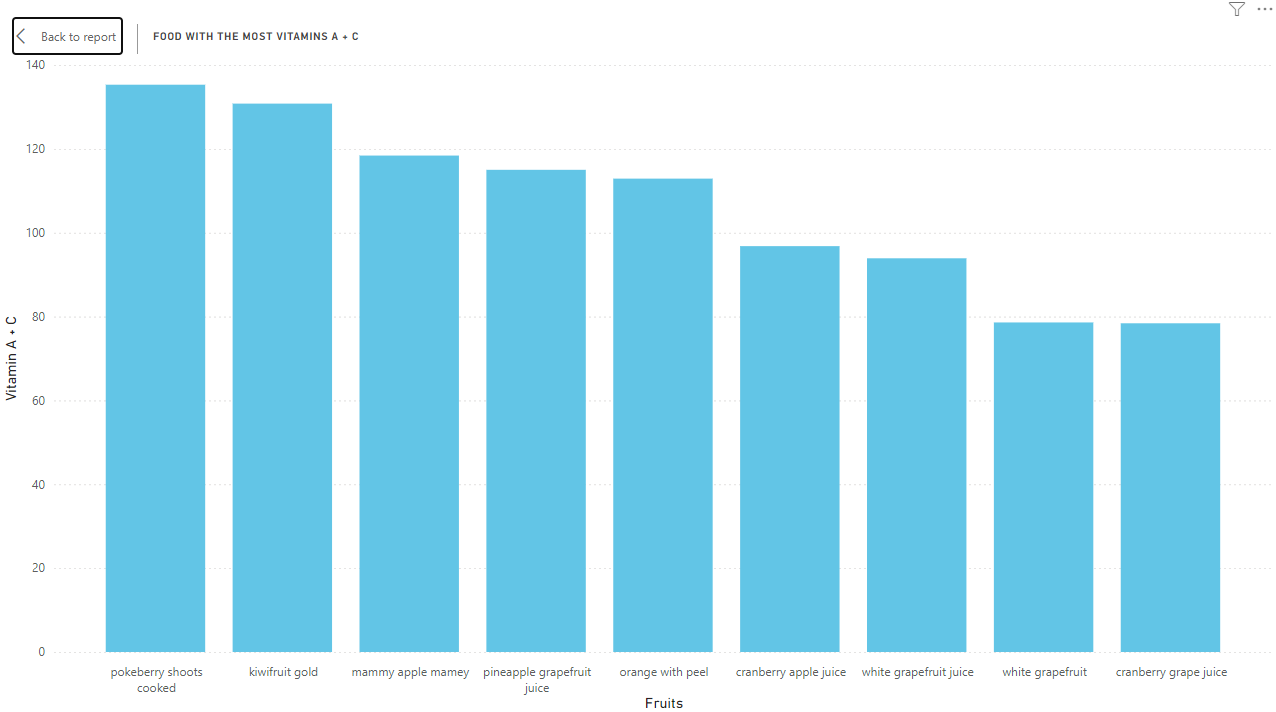 Back to report
FOOD WITH THE MOST VITAMINS A + C
140
120
100
80
60
40
20
0
Vitamin A + C
pokeberry shoots
cooked
kiwifruit gold
mammy apple mamey
pineapple grapefruit
juice
orange with peel
cranberry apple juice
white grapefruit juice
white grapefruit
cranberry grape juice
Fruits